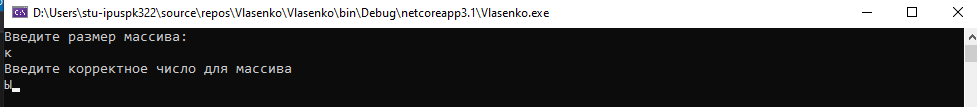 D:\Users\stu-ipuspk322\source\repos\Vlasenko\Vlasenko\bin\Debug\netcoreapp3.1\Vlasenko.exe
Введите размер массива:
к
Введите корректное число для массива
Ы